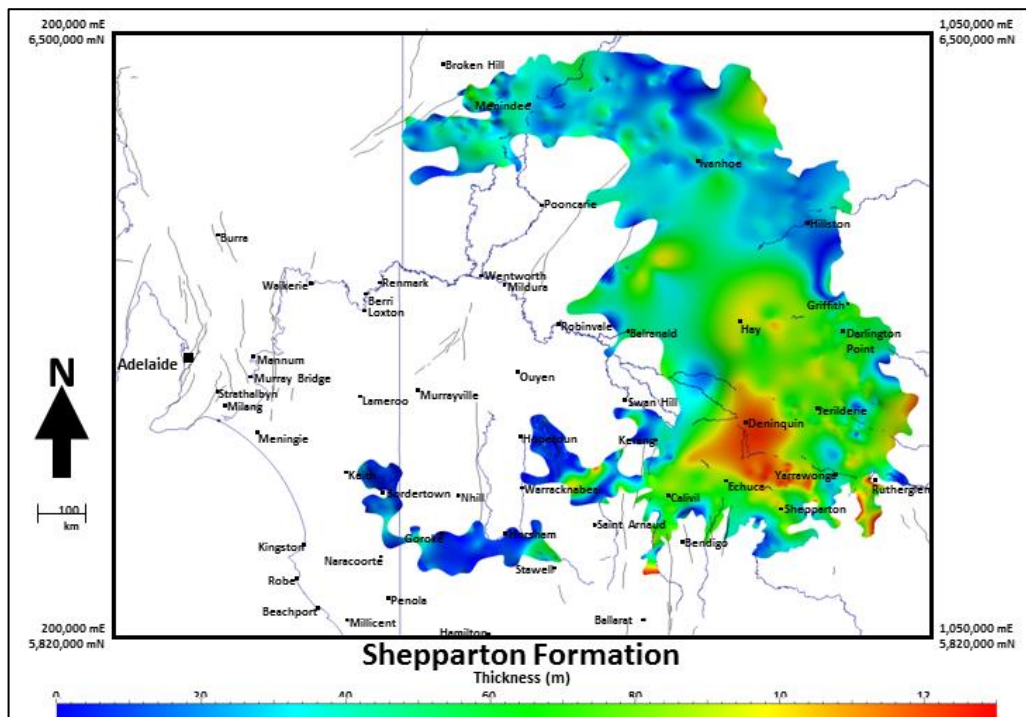 200,000 mE
6,500,000 mN
1,050,000 mE
6,500,000 mN
Broken Hill
Menindee
Ivanhoe
Pooncarie
Hillston
Burra
Waikerie
Renmark
Wentworth
Mildura
Berri
Loxton
Griffith
Robinvale
Balranald
Hay
Darlington
Point
Adelaide
Mannum
Murray Bridge
Ouyen
N
Strathalbyn
Milang
Lameroo
Murrayville
Swan Hill
Jerilderie
Deninquin
Meningie
Hopetoun
Kerang
Keith
Bordertown
Nhill
Warracknabeal
Calivil
Echuca
Yarrawonga
Rutherglen
100
km
Shepparton
Saint Arnaud
Goroke
Horsham
Bendigo
Kingston
Naracoorte
Stawell
Robe
Penola
Beachport
Millicent
Hamilton
Ballarat
200,000 mE
5,820,000 mN
1,050,000 mE
5,820,000 mN
Shepparton Formation
Thickness (m)
0 20 40 60 80 10 12